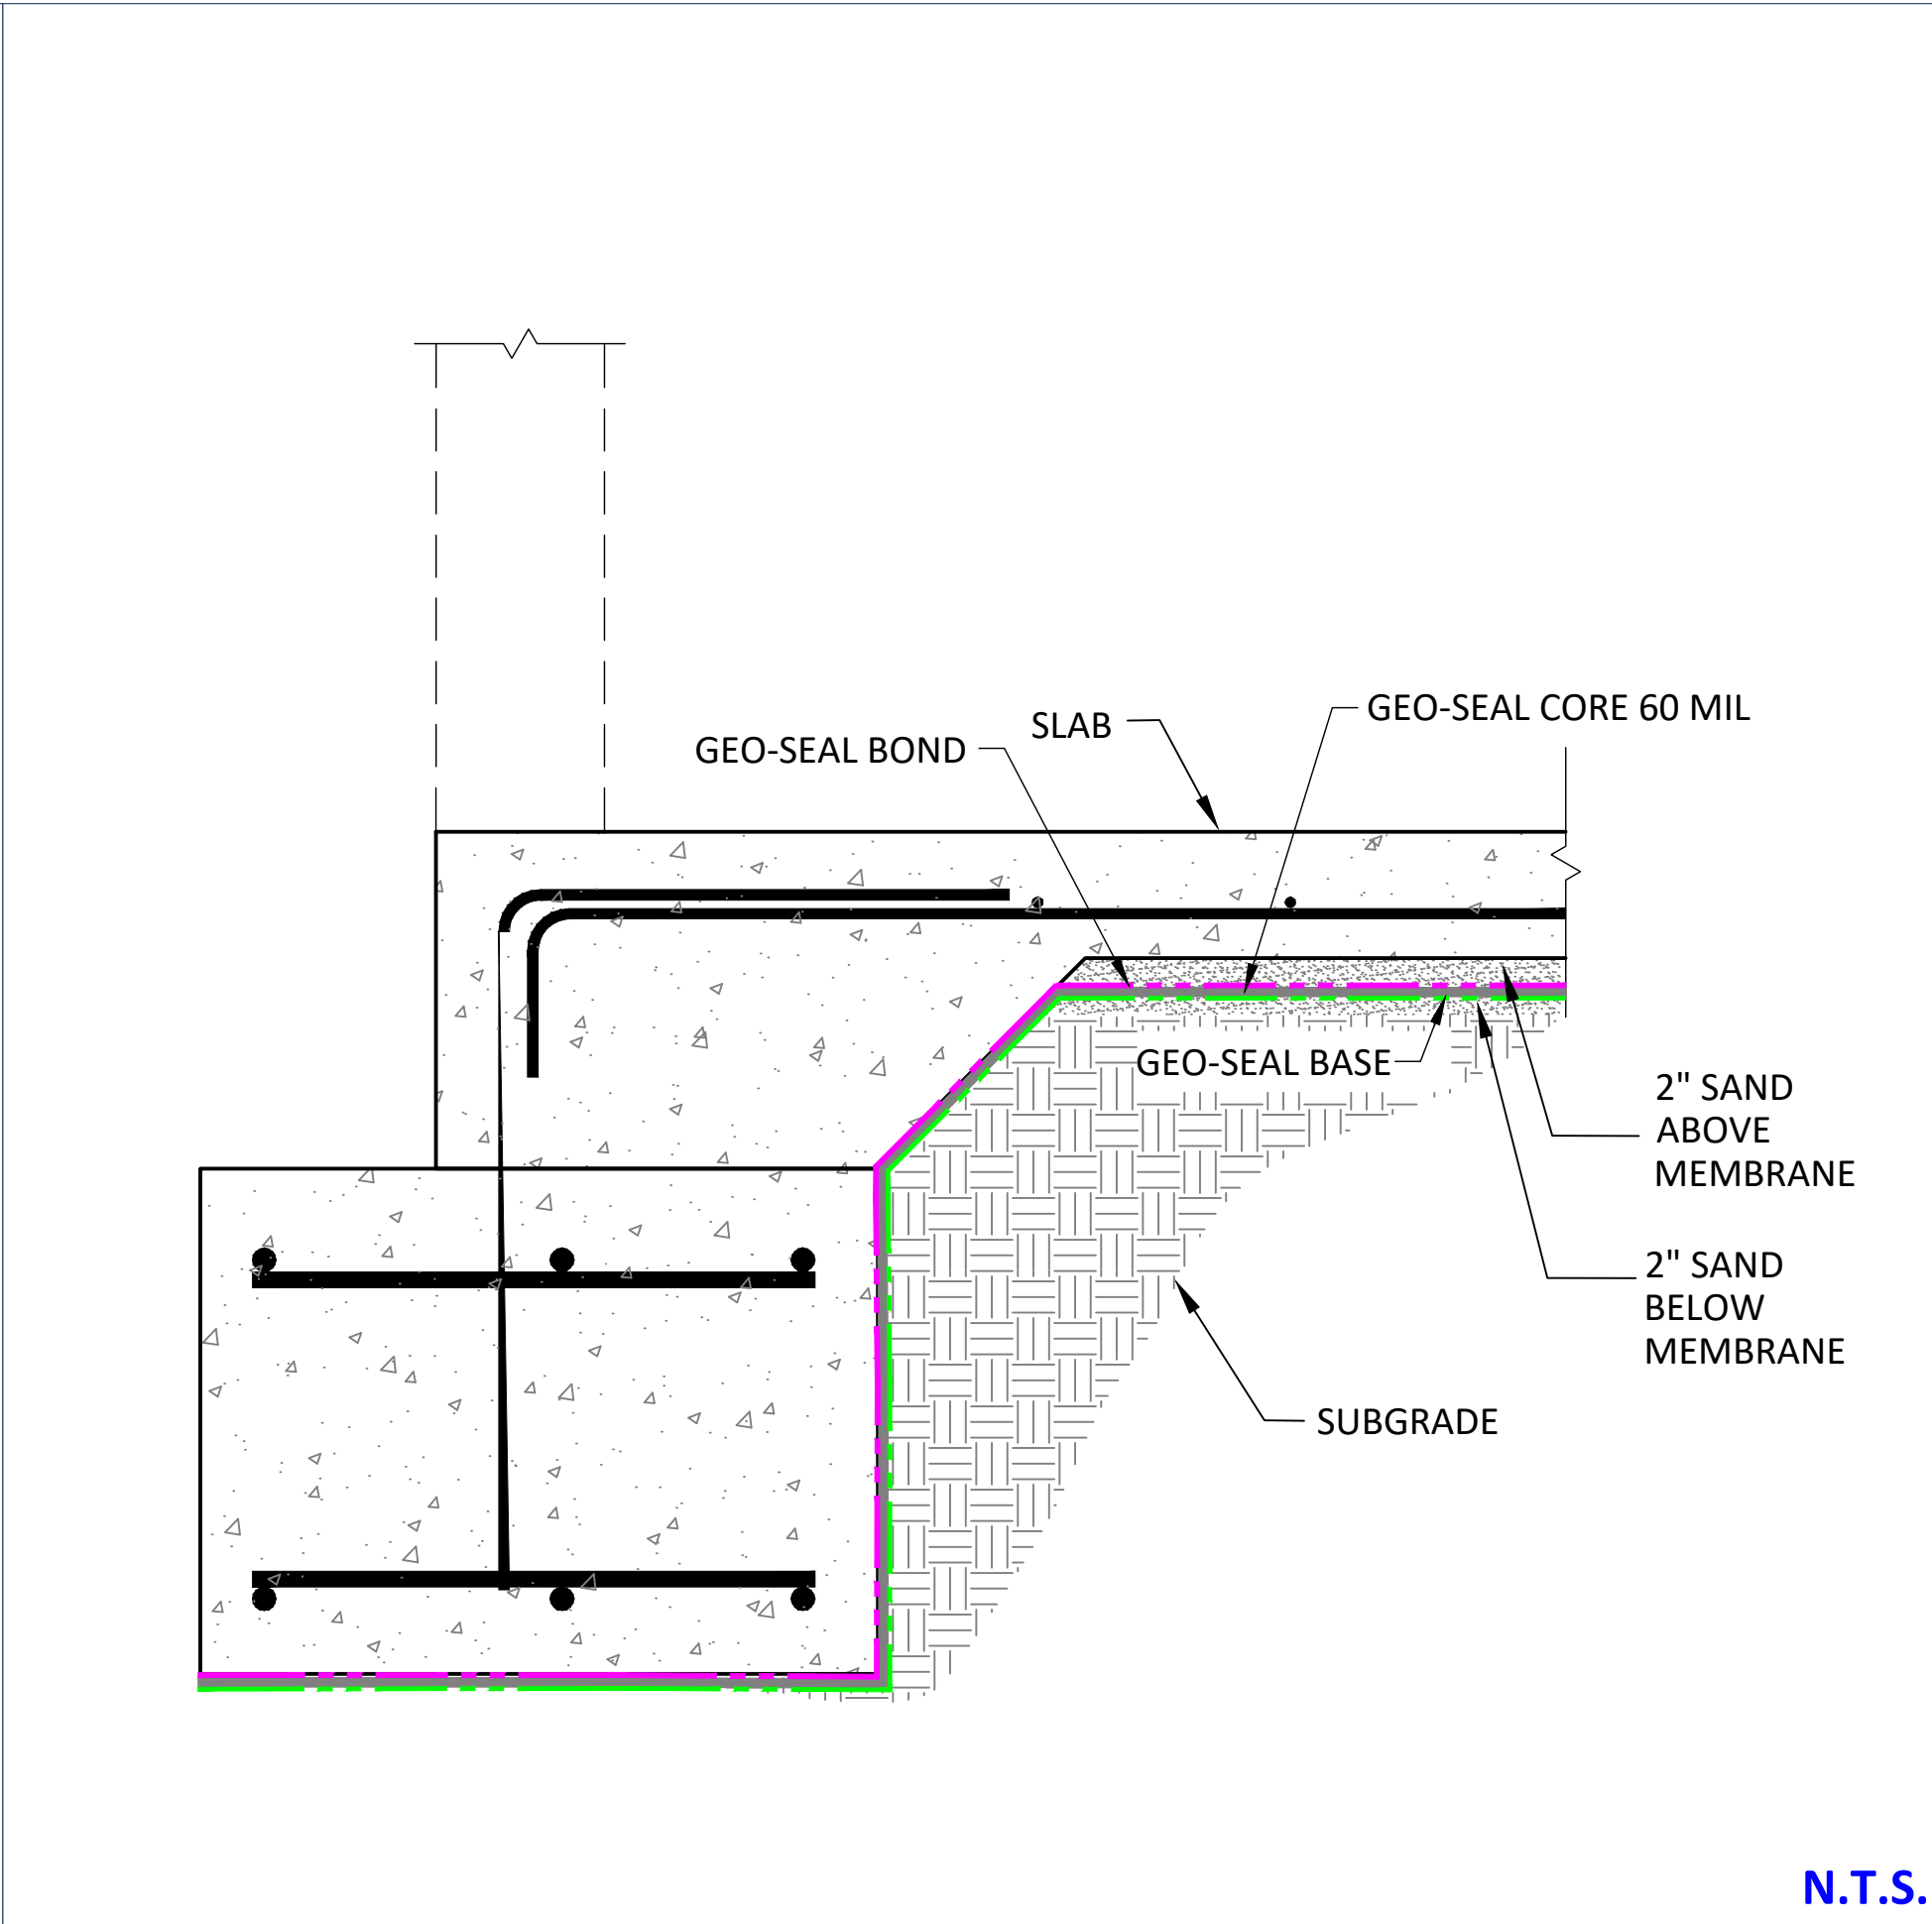 GEO-SEAL CORE 60 MIL
SLAB
GEO-SEAL BOND
GEO-SEAL BASE
2" SAND
ABOVE
MEMBRANE
2" SAND
BELOW
MEMBRANE
SUBGRADE
N.T.S.